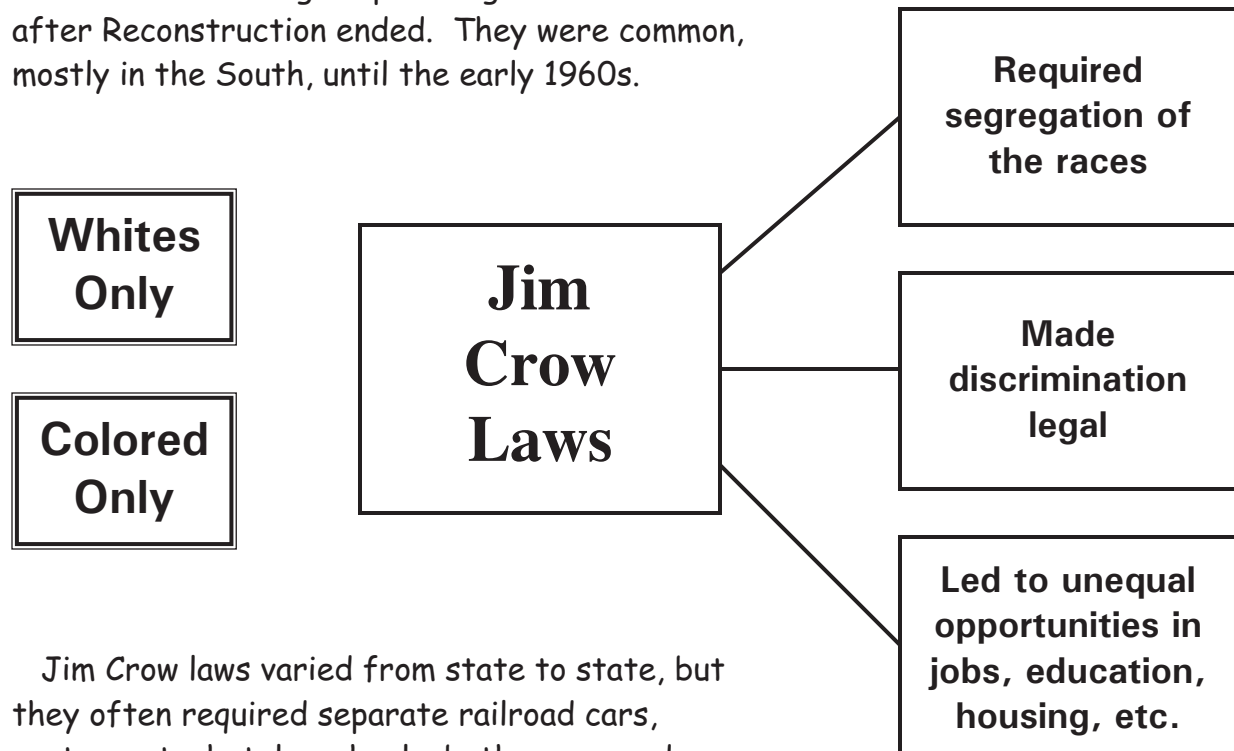 after Reconstruction ended. They were common,
mostly in the South, until the early 1960s.
Whites
Only
Colored
Only
Jim
Crow
Laws
Required
segregation of
the races
Made
discrimination
legal
Led to unequal
opportunities in
jobs, education,
housing, etc.
Jim Crow laws varied from state to state, but
they often required separate railroad cars,